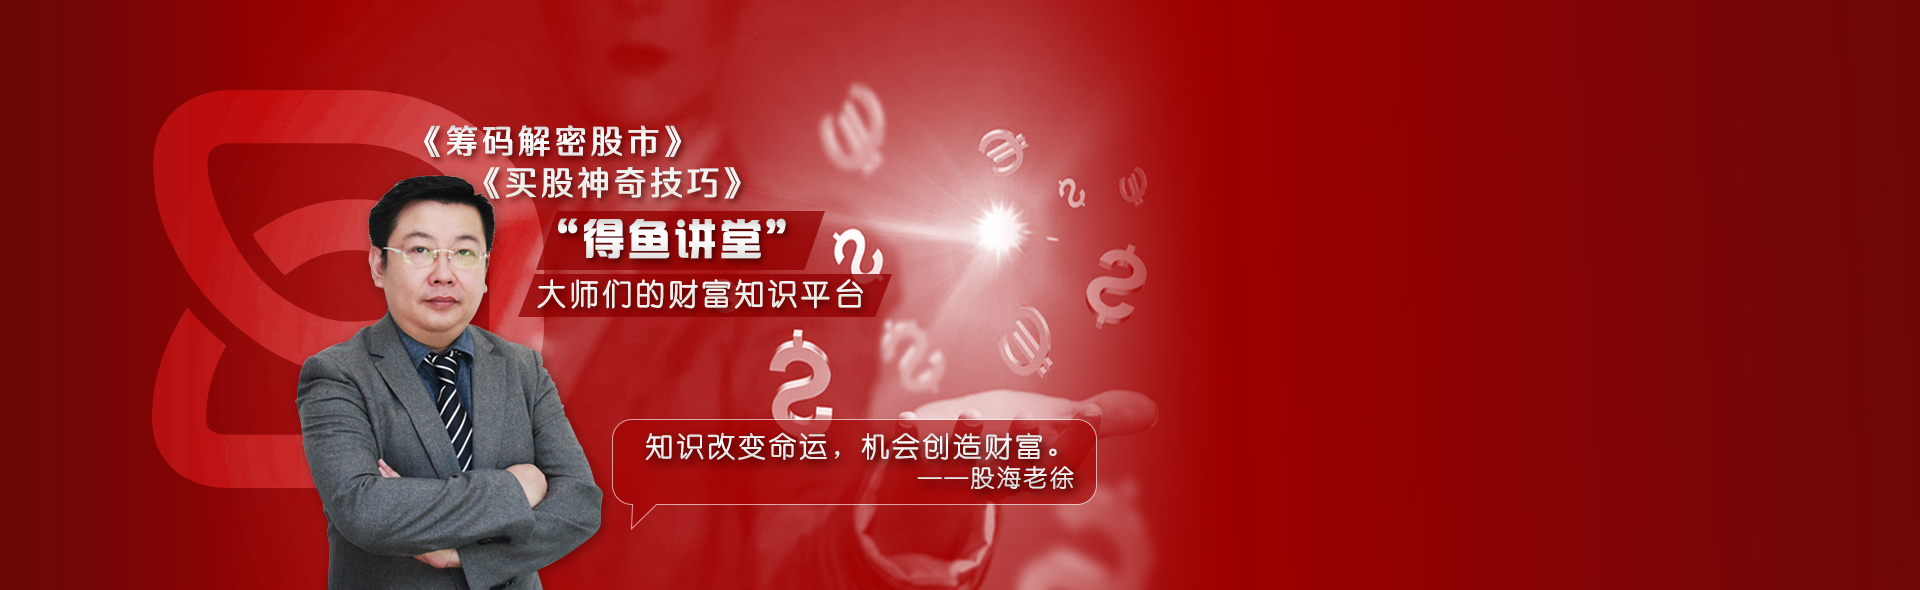 《筹码解密股市》
《买股神奇技巧》
“得鱼讲堂”
大师们的财富知识平台
知识改变命运，机会创造财富。
——股海老徐